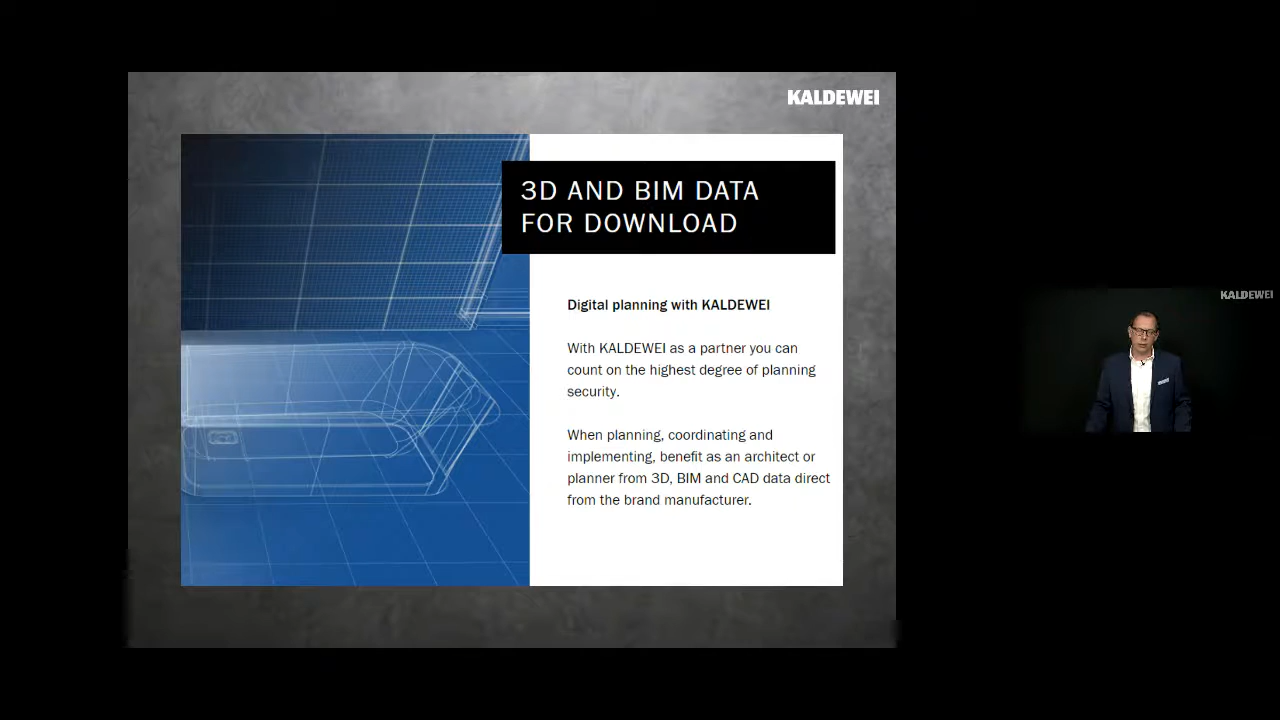 KALDEWEI
3D AND BIM DATA
FOR DOWNLOAD
Digital planning with KALDEWEI
With KALDEWEI as a partner you can
count on the highest degree of planning
security.
When planning, coordinating and
implementing, benefit as an architect or
planner from 3D, BIM and CAD data direct
from the brand manufacturer.
KALDEWEI